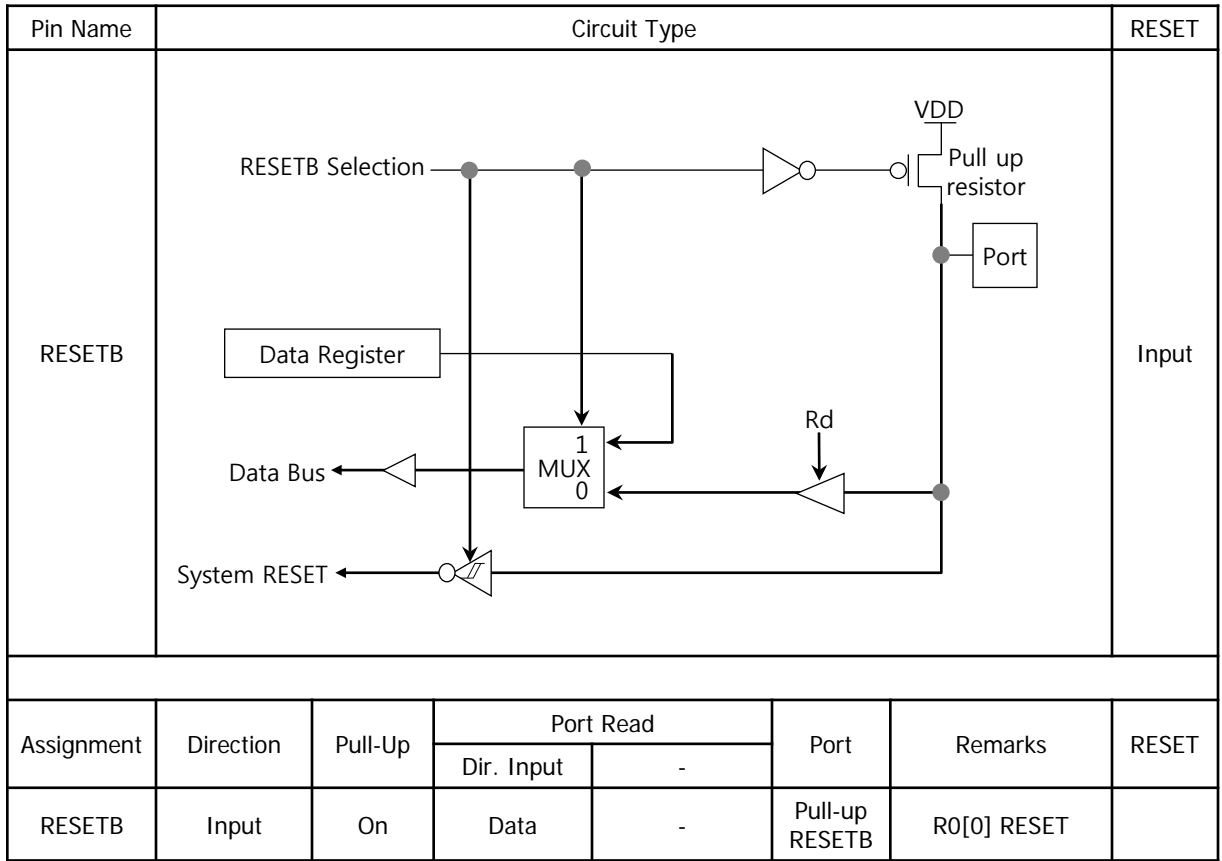 Pin Name Circuit Type RESET
VDD
RESETB Selection
Pull up
resistor
Port
RESETB
Data Register
Input
Rd
1
MUX
0
Data Bus
System RESET
Assignment Direction Pull-Up Port Read Port Remarks RESET
Dir. Input -
RESETB Input On Data - Pull-up RESETB R0[0] RESET